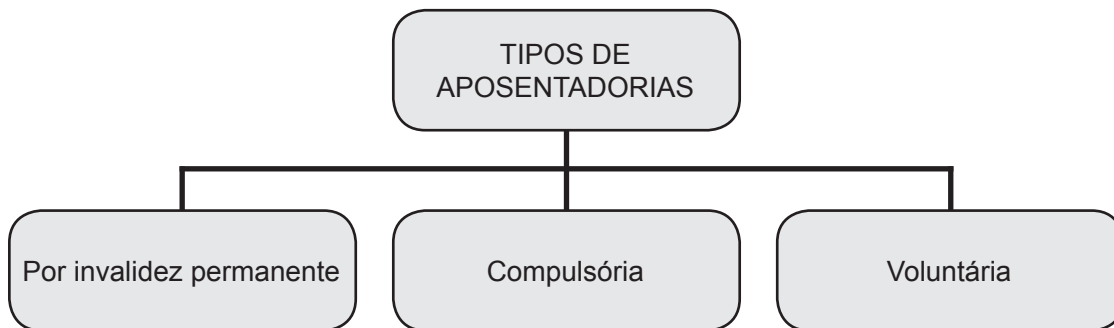 TIPOS DE
APOSENTADORIAS
Por invalidez permanente
Compulsória
Voluntária